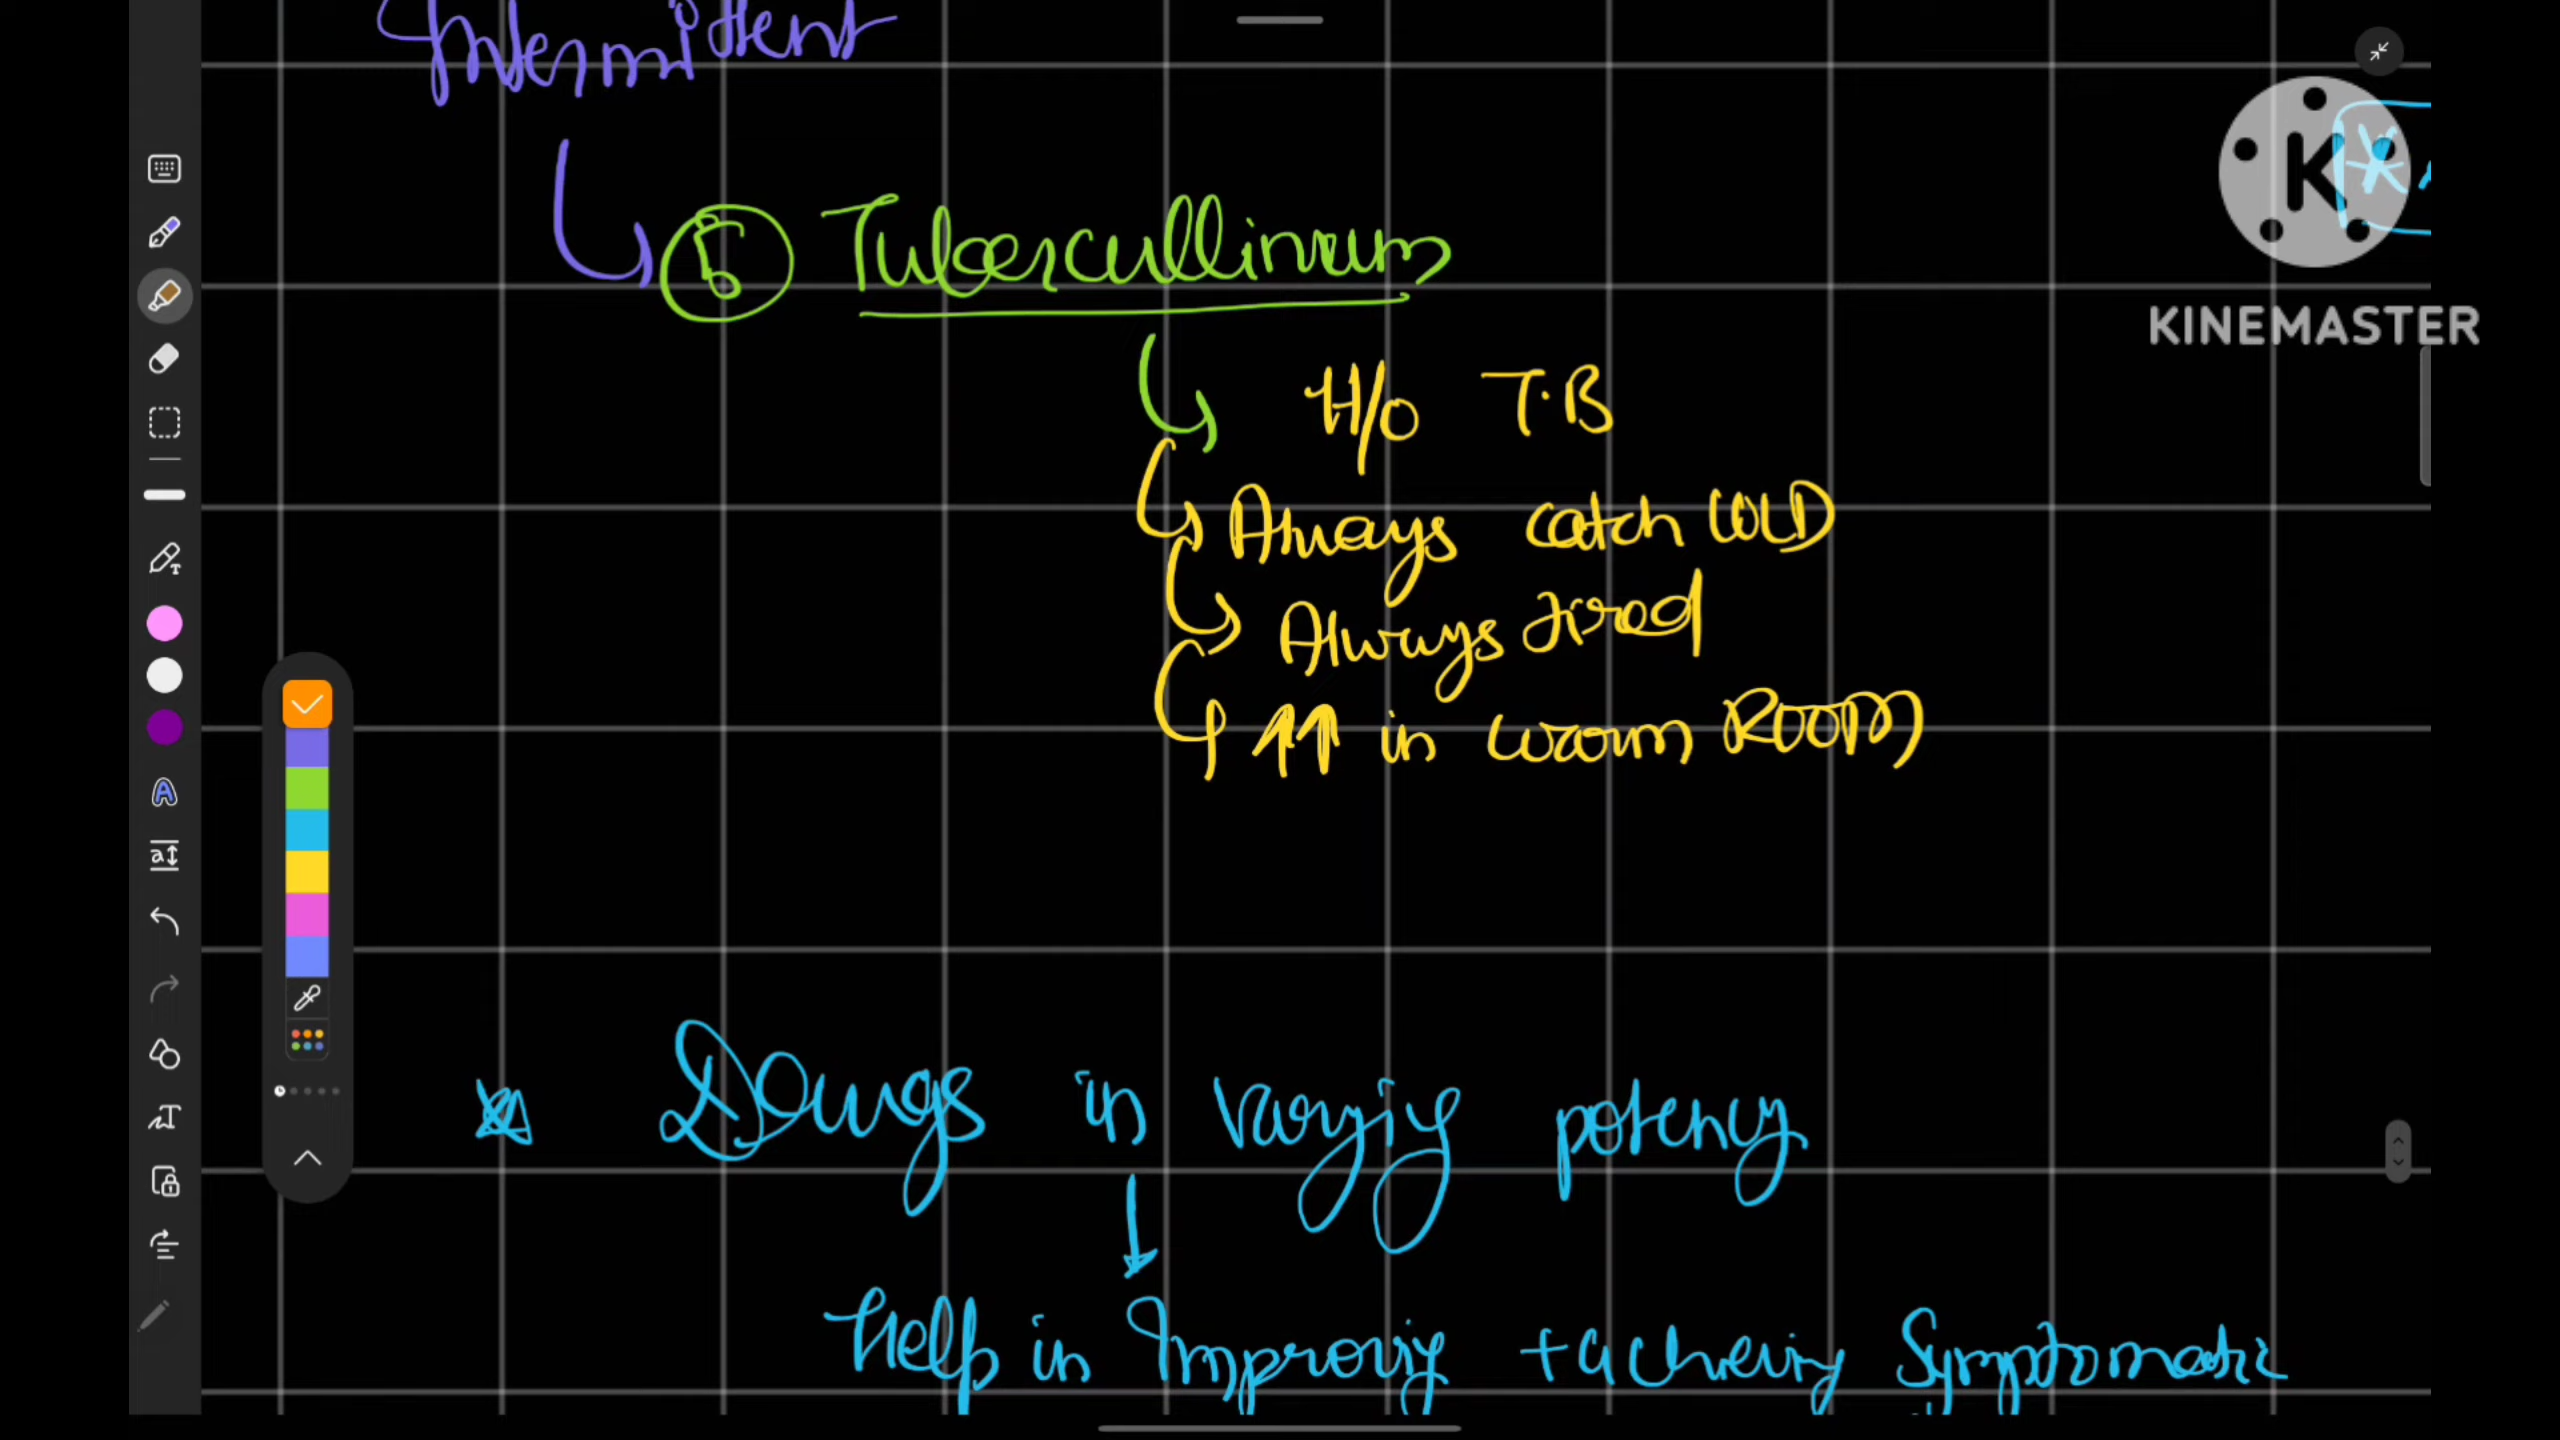 Intermittent
5 Tubercullinum
KINEMASTER
H/o T.B
Always catch COLD
Always tired
↑↑ in warm ROOM
Drugs in varying potency
↓
help in Improving + achieving Symptomatic